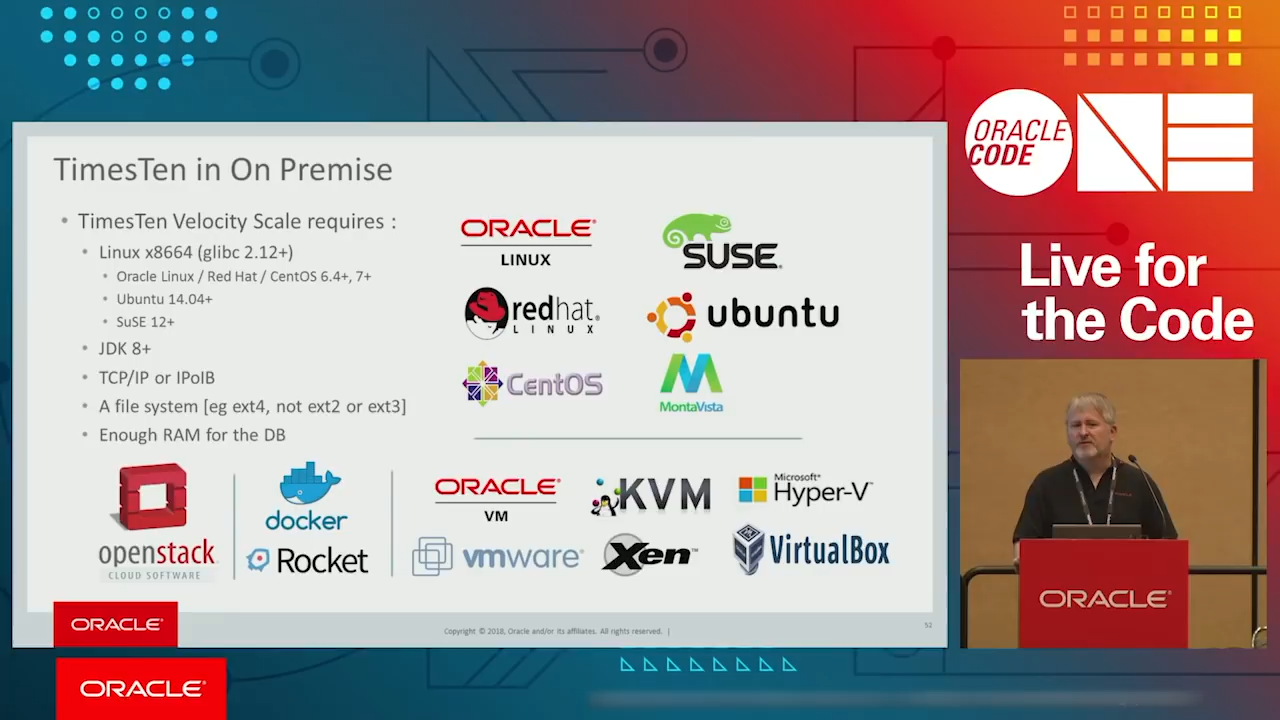 TimesTen in On Premise
• TimesTen Velocity Scale requires :
• Linux x8664 (glibc 2.12+)
• Oracle Linux / Red Hat / CentOS 6.4+, 7+
• Ubuntu 14.04+
• SuSE 12+
• JDK 8+
• TCP/IP or IPoIB
• A file system [eg ext4, not ext2 or ext3]
• Enough RAM for the DB
ORACLE®
LINUX
SUSE
redhat®
LINUX
ubuntu
CentOS
MontaVista
openstack
CLOUD SOFTWARE
docker
Rocket
ORACLE®
VM
KVM
Microsoft®
Hyper-V™
vmware®
Xen™
VirtualBox
ORACLE®
Copyright © 2018, Oracle and/or its affiliates. All rights reserved. |
52
ORACLE®
ORACLE
CODE
ONE
Live for
the Code
ORACLE®